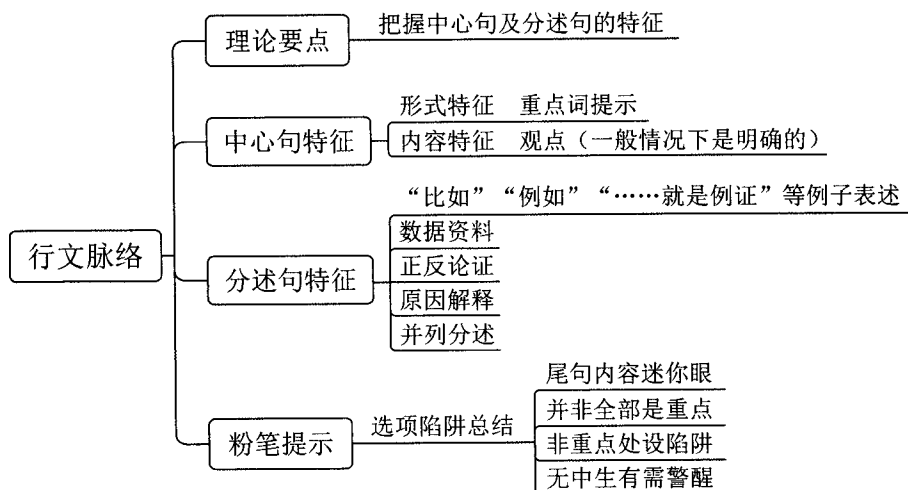 理论要点
把握中心句及分述句的特征
中心句特征
形式特征 重点词提示
内容特征 观点（一般情况下是明确的）
行文脉络
分述句特征
“比如”“例如”“……就是例证”等例子表述
数据资料
正反论证
原因解释
并列分述
粉笔提示
选项陷阱总结
尾句内容迷你眼
并非全部是重点
非重点处设陷阱
无中生有需警醒